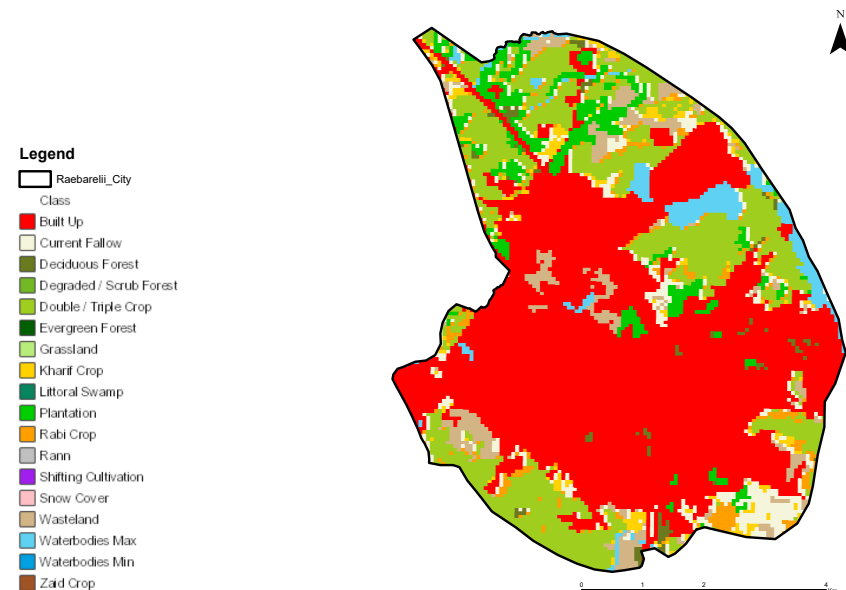 N
Legend
Raebarelii_City
Class
Built Up
Current Fallow
Deciduous Forest
Degraded / Scrub Forest
Double / Triple Crop
Evergreen Forest
Grassland
Kharif Crop
Littoral Swamp
Plantation
Rabi Crop
Rann
Shifting Cultivation
Snow Cover
Wasteland
Waterbodies Max
Waterbodies Min
Zaid Crop
0 1 2 4